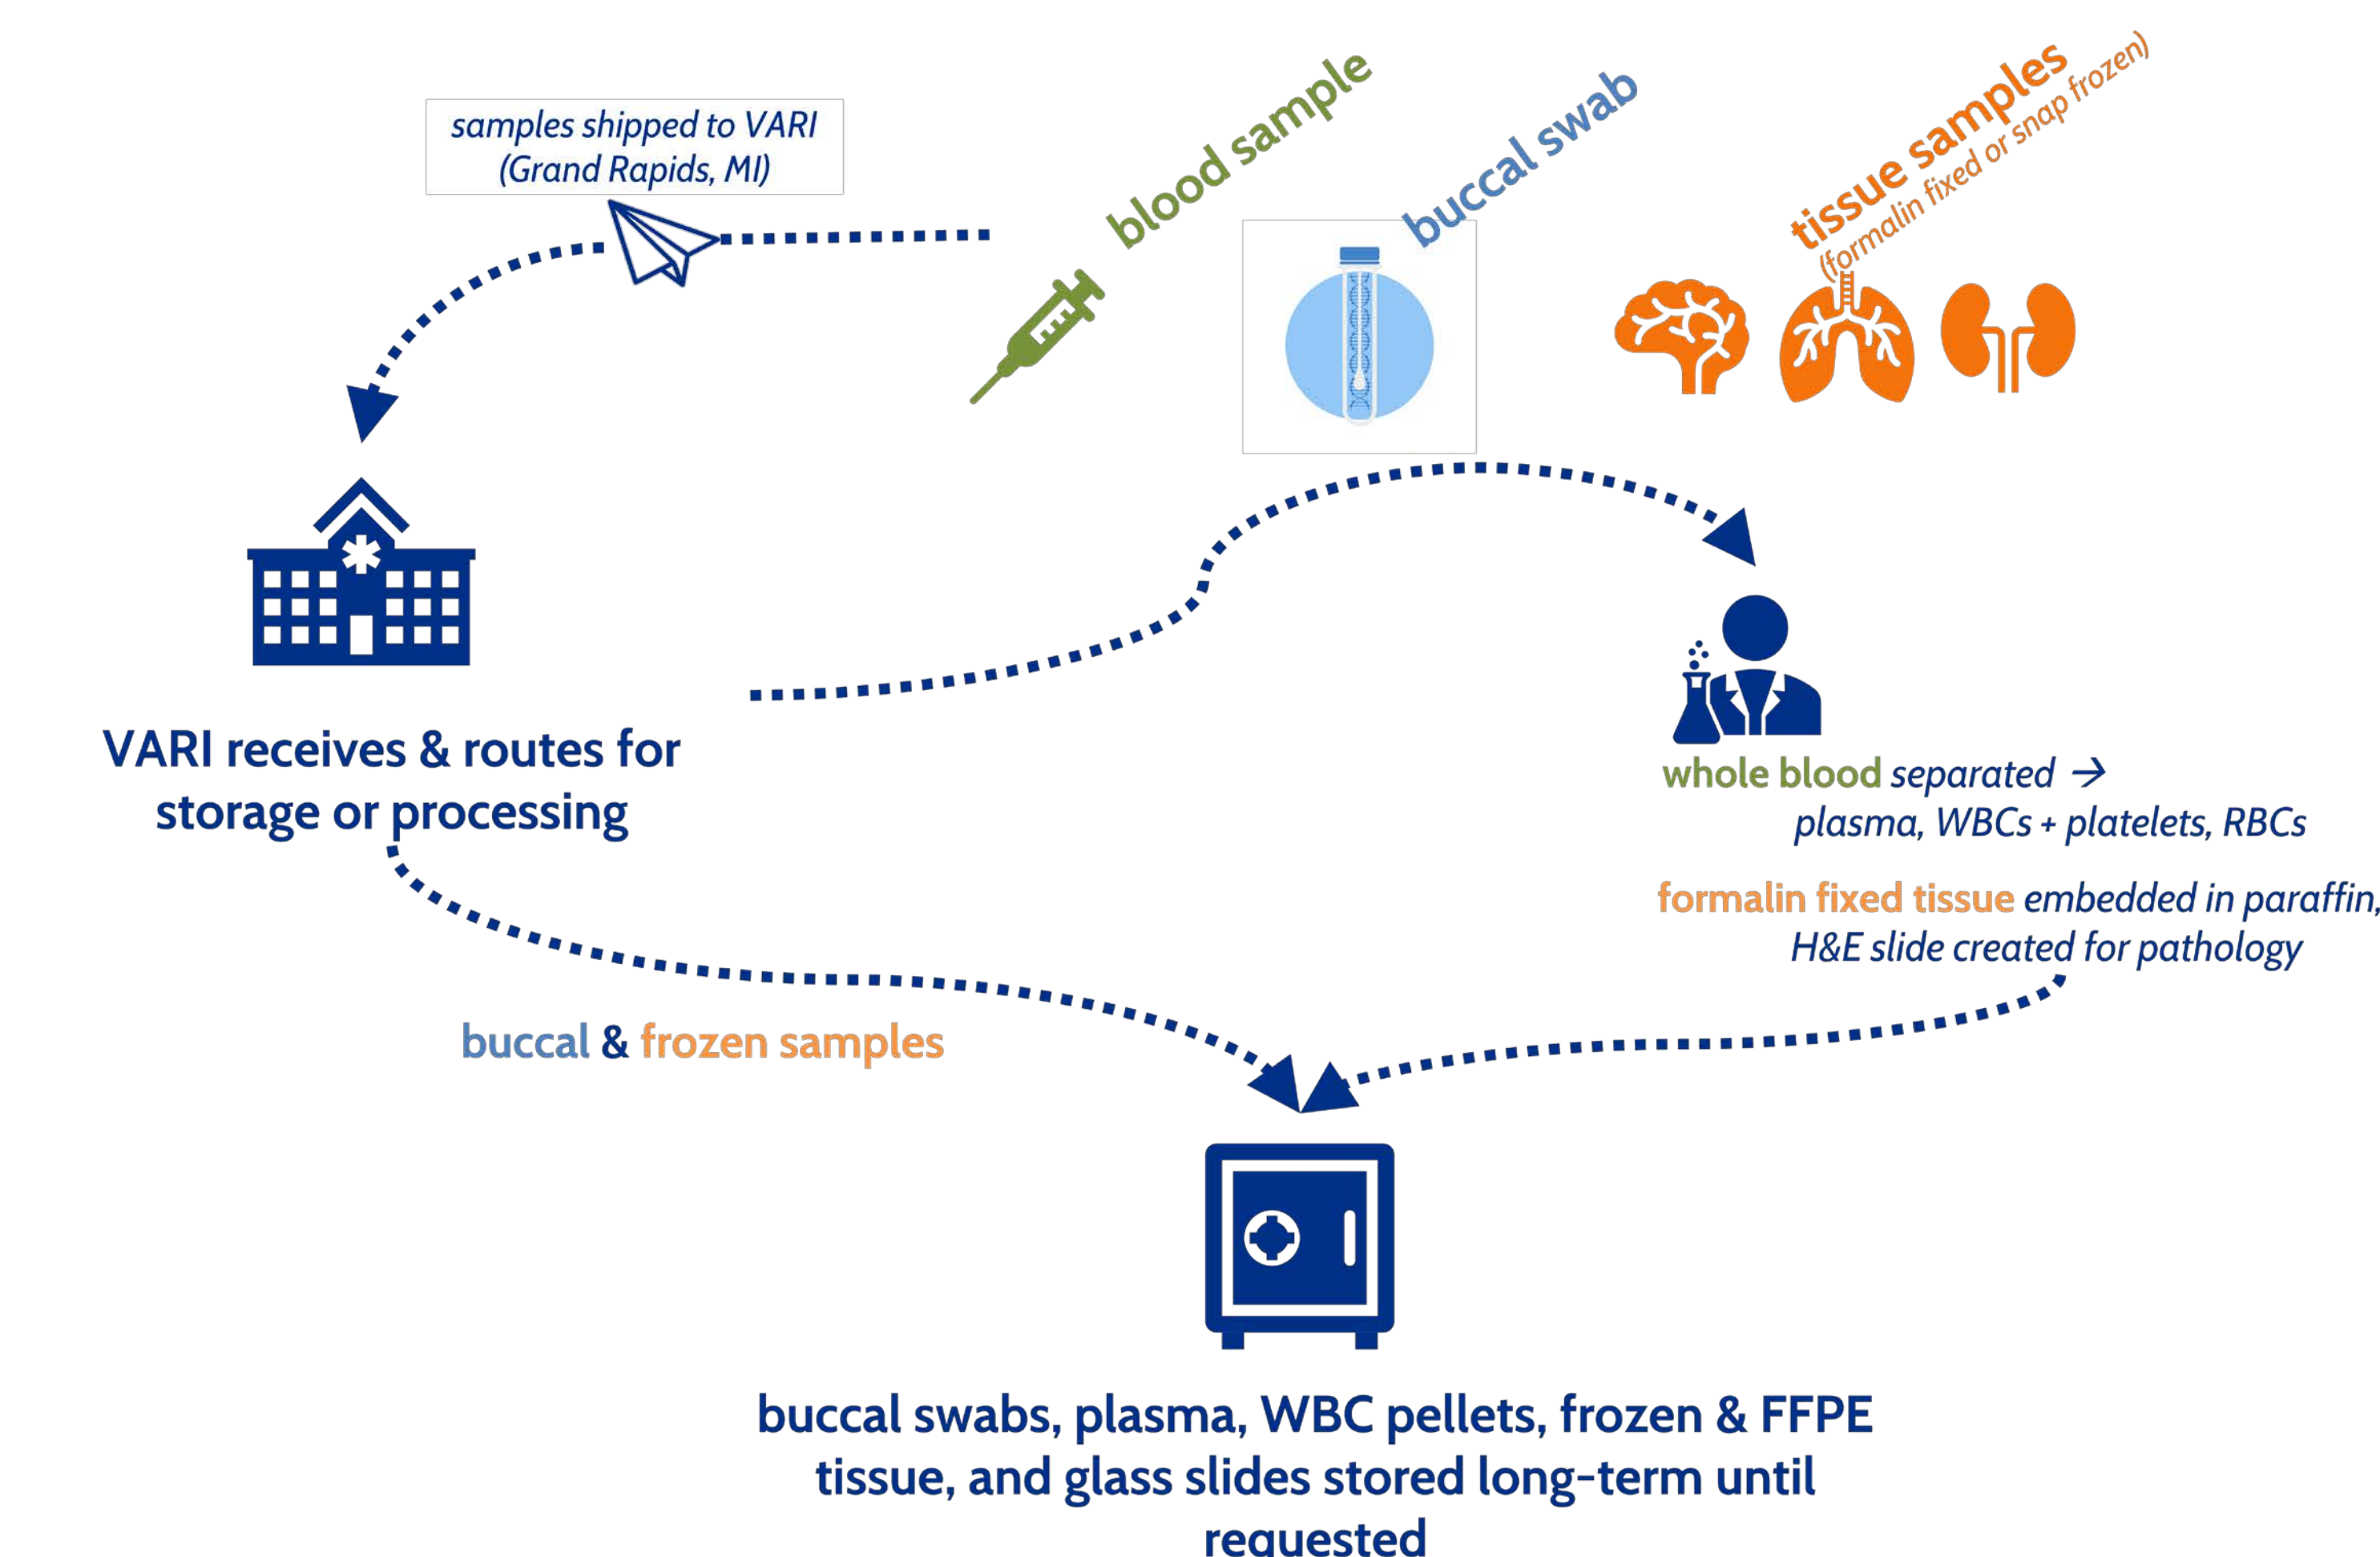 samples shipped to VARI
(Grand Rapids, MI)
blood sample
buccal swab
tissue samples
(formalin fixed or snap frozen)
VARI receives & routes for
storage or processing
whole blood separated →
plasma, WBCs + platelets, RBCs
formalin fixed tissue embedded in paraffin,
H&E slide created for pathology
buccal & frozen samples
buccal swabs, plasma, WBC pellets, frozen & FFPE
tissue, and glass slides stored long-term until
requested